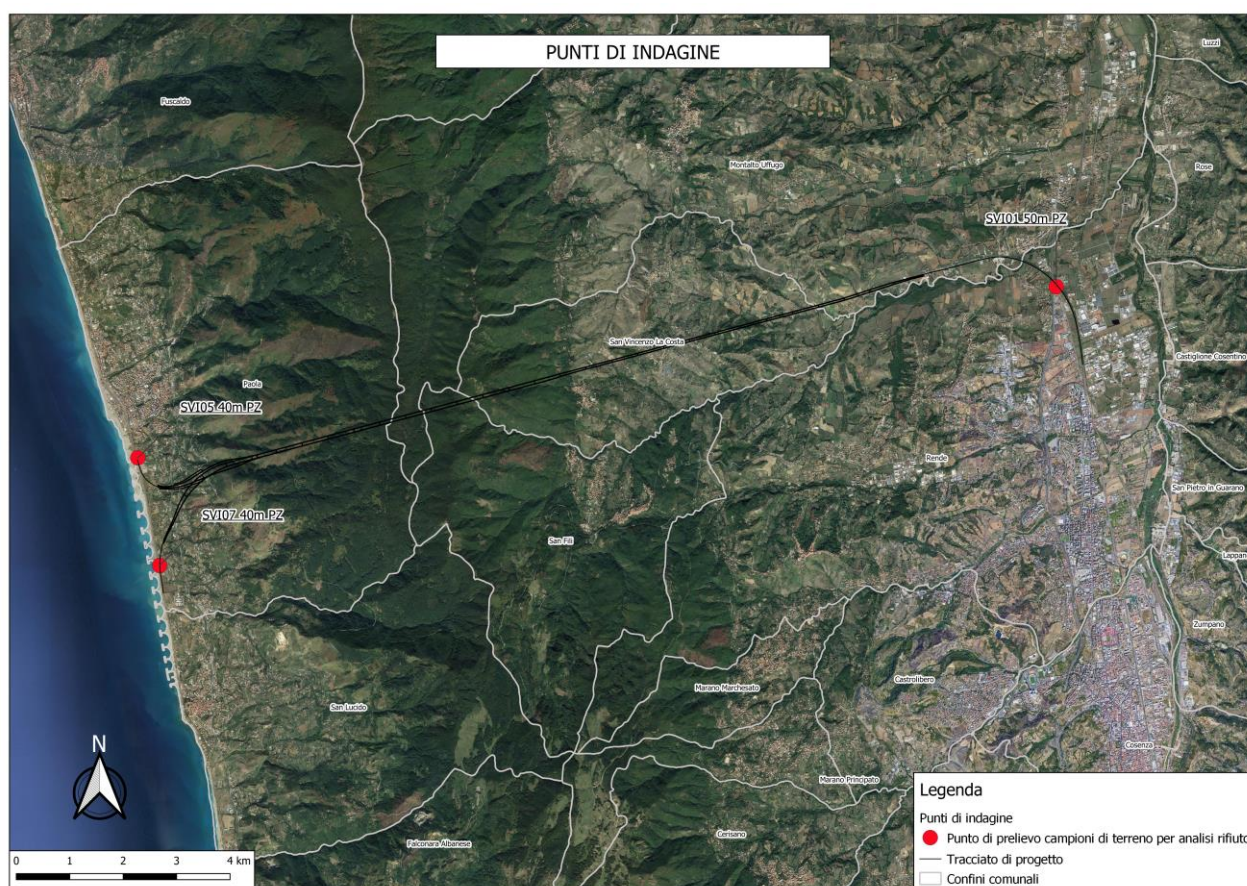 PUNTI DI INDAGINE
Luzzi
Fuscaldo
Montalto Uffugo
Rose
SVI01.50m.PZ
San Vincenzo La Costa
Castiglione Cosentino
Paola
SVI05.40m.PZ
Rende
San Pietro in Guarano
SVI07.40m.PZ
San Fili
Lappan
Zumpano
Castrolibero
Marano Marchesato
San Lucido
Cosenza
N
Marano Principato
Cerisano
Falconara Albanese
Legenda
Punti di indagine
Punto di prelievo campioni di terreno per analisi rifiuto
Tracciato di progetto
Confini comunali
0 1 2 3 4 km